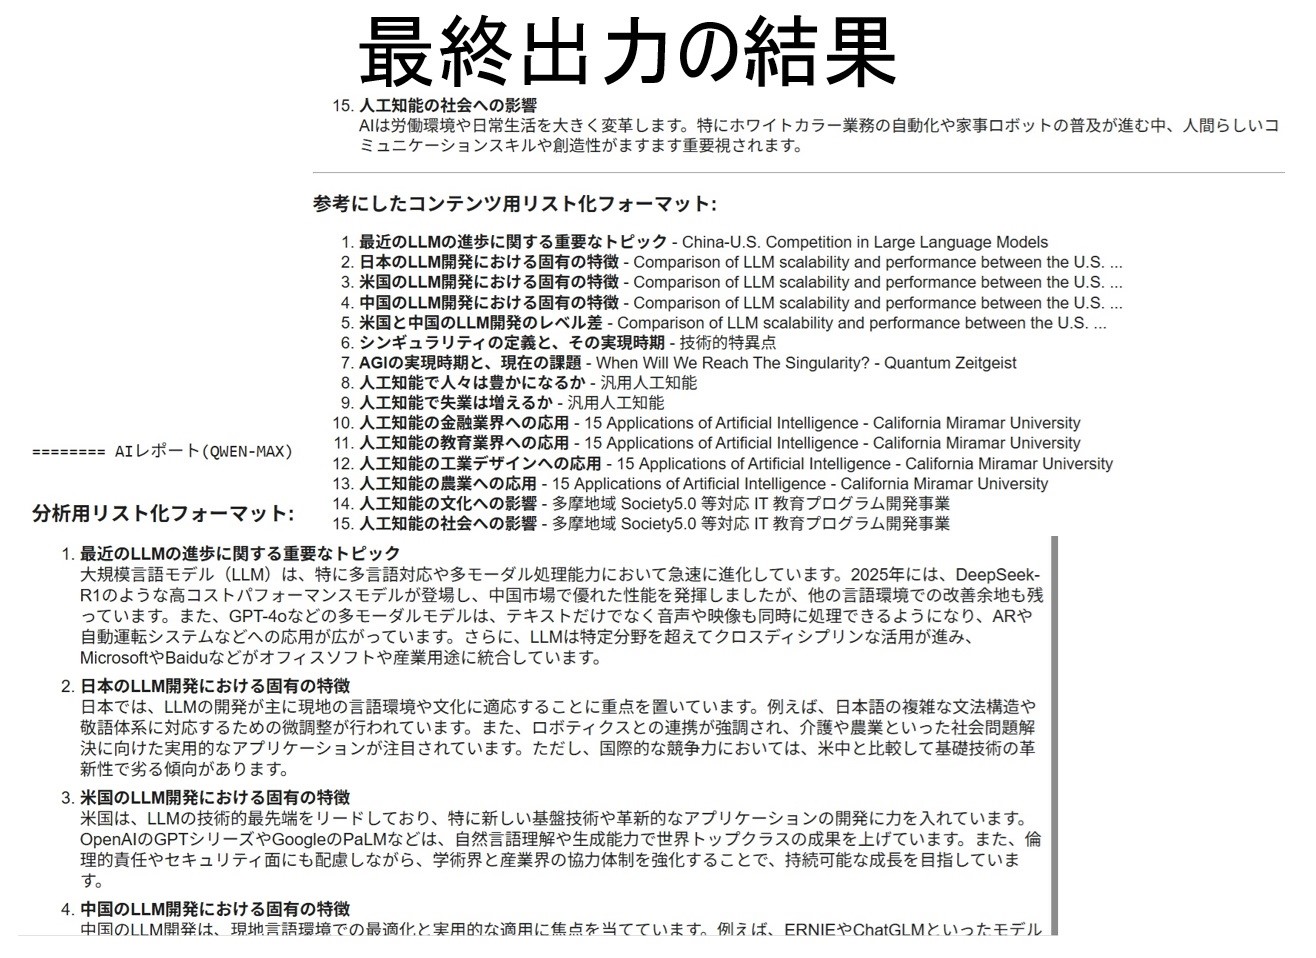 最終出力の結果
15. 人工知能の社会への影響
AIは労働環境や日常生活を大きく変革します。特にホワイトカラー業務の自動化や家事ロボットの普及が進む中、人間らしいコ
ミュニケーションスキルや創造性がますます重要視されます。
参考にしたコンテンツ用リスト化フォーマット:
1. 最近のLLMの進歩に関する重要なトピック - China-U.S. Competition in Large Language Models
2. 日本のLLM開発における固有の特徴 - Comparison of LLM scalability and performance between the U.S. ...
3. 米国のLLM開発における固有の特徴 - Comparison of LLM scalability and performance between the U.S. ...
4. 中国のLLM開発における固有の特徴 - Comparison of LLM scalability and performance between the U.S. ...
5. 米国と中国のLLM開発のレベル差 - Comparison of LLM scalability and performance between the U.S. ...
6. シンギュラリティの定義と、その実現時期 - 技術的特異点
7. AGIの実現時期と、現在の課題 - When Will We Reach The Singularity? - Quantum Zeitgeist
8. 人工知能で人々は豊かになるか - 汎用人工知能
9. 人工知能で失業は増えるか - 汎用人工知能
10. 人工知能の金融業界への応用 - 15 Applications of Artificial Intelligence - California Miramar University
11. 人工知能の教育業界への応用 - 15 Applications of Artificial Intelligence - California Miramar University
12. 人工知能の工業デザインへの応用 - 15 Applications of Artificial Intelligence - California Miramar University
13. 人工知能の農業への応用 - 15 Applications of Artificial Intelligence - California Miramar University
14. 人工知能の文化への影響 - 多摩地域 Society5.0 等対応 IT 教育プログラム開発事業
15. 人工知能の社会への影響 - 多摩地域 Society5.0 等対応 IT 教育プログラム開発事業
======== AIレポート(QWEN-MAX)
分析用リスト化フォーマット:
1. 最近のLLMの進歩に関する重要なトピック
大規模言語モデル（LLM）は、特に多言語対応や多モーダル処理能力において急速に進化しています。2025年には、DeepSeek-
R1のような高コストパフォーマンスモデルが登場し、中国市場で優れた性能を発揮しましたが、他の言語環境での改善余地も残
っています。また、GPT-4oなどの多モーダルモデルは、テキストだけでなく音声や映像も同時に処理できるようになり、ARや
自動運転システムなどへの応用が広がっています。さらに、LLMは特定分野を超えてクロスディシプリンな活用が進み、
MicrosoftやBaiduなどがオフィスソフトや産業用途に統合しています。
2. 日本のLLM開発における固有の特徴
日本では、LLMの開発が主に現地の言語環境や文化に適応することに重点を置いています。例えば、日本語の複雑な文法構造や
敬語体系に対応するための微調整が行われています。また、ロボティクスとの連携が強調され、介護や農業といった社会問題解
決に向けた実用的なアプリケーションが注目されています。ただし、国際的な競争力においては、米中と比較して基礎技術の革
新性で劣る傾向があります。
3. 米国のLLM開発における固有の特徴
米国は、LLMの技術的最先端をリードしており、特に新しい基盤技術や革新的なアプリケーションの開発に力を入れています。
OpenAIのGPTシリーズやGoogleのPaLMなどは、自然言語理解や生成能力で世界トップクラスの成果を上げています。また、倫
理的責任やセキュリティ面にも配慮しながら、学術界と産業界の協力体制を強化することで、持続可能な成長を目指していま
す。
4. 中国のLLM開発における固有の特徴
中国のLLM開発は、現地言語環境での最適化と実用的な適用に焦点を当てています。例えば、ERNIEやChatGLMといったモデル